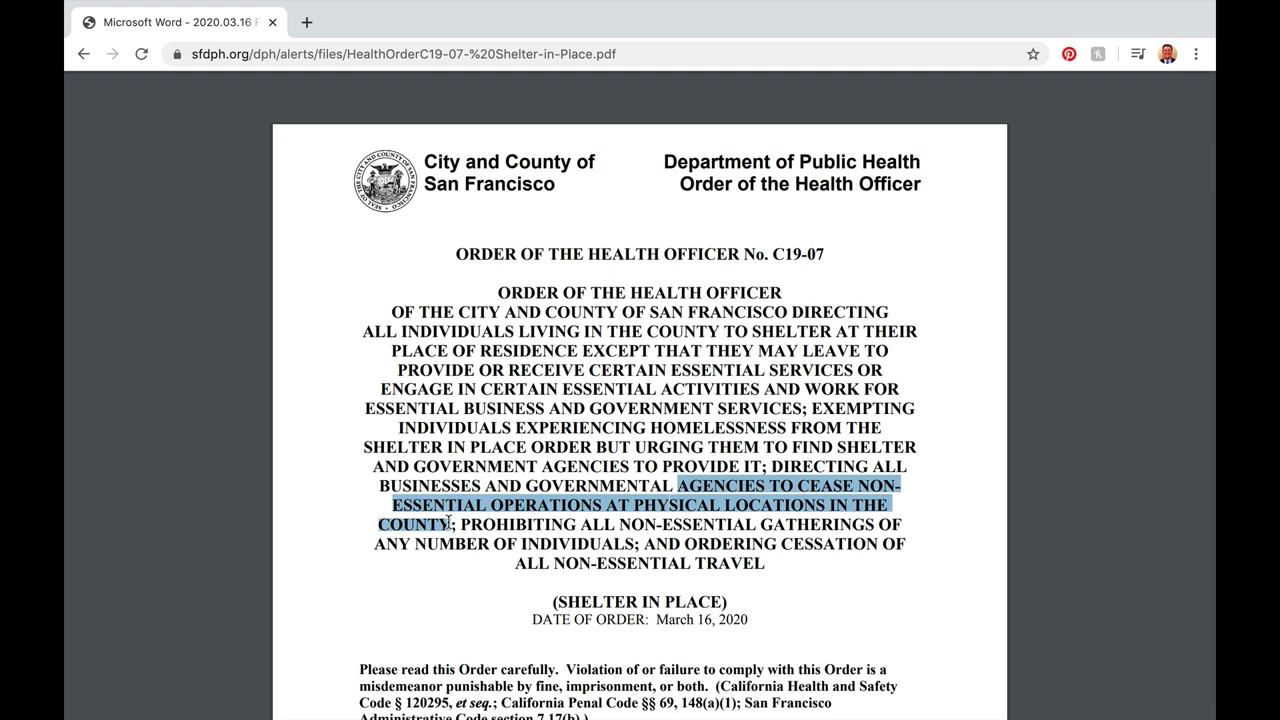 Microsoft Word - 2020.03.16 F
sfdph.org/dph/alerts/files/HealthOrderC19-07-%20Shelter-in-Place.pdf
City and County of
San Francisco
Department of Public Health
Order of the Health Officer
ORDER OF THE HEALTH OFFICER No. C19-07
ORDER OF THE HEALTH OFFICER
OF THE CITY AND COUNTY OF SAN FRANCISCO DIRECTING
ALL INDIVIDUALS LIVING IN THE COUNTY TO SHELTER AT THEIR
PLACE OF RESIDENCE EXCEPT THAT THEY MAY LEAVE TO
PROVIDE OR RECEIVE CERTAIN ESSENTIAL SERVICES OR
ENGAGE IN CERTAIN ESSENTIAL ACTIVITIES AND WORK FOR
ESSENTIAL BUSINESS AND GOVERNMENT SERVICES; EXEMPTING
INDIVIDUALS EXPERIENCING HOMELESSNESS FROM THE
SHELTER IN PLACE ORDER BUT URGING THEM TO FIND SHELTER
AND GOVERNMENT AGENCIES TO PROVIDE IT; DIRECTING ALL
BUSINESSES AND GOVERNMENTAL AGENCIES TO CEASE NON-
ESSENTIAL OPERATIONS AT PHYSICAL LOCATIONS IN THE
COUNTY; PROHIBITING ALL NON-ESSENTIAL GATHERINGS OF
ANY NUMBER OF INDIVIDUALS; AND ORDERING CESSATION OF
ALL NON-ESSENTIAL TRAVEL
(SHELTER IN PLACE)
DATE OF ORDER: March 16, 2020
Please read this Order carefully. Violation of or failure to comply with this Order is a
misdemeanor punishable by fine, imprisonment, or both. (California Health and Safety
Code § 120295, et seq.; California Penal Code §§ 69, 148(a)(1); San Francisco
Administrative Code section 7.17(b).)